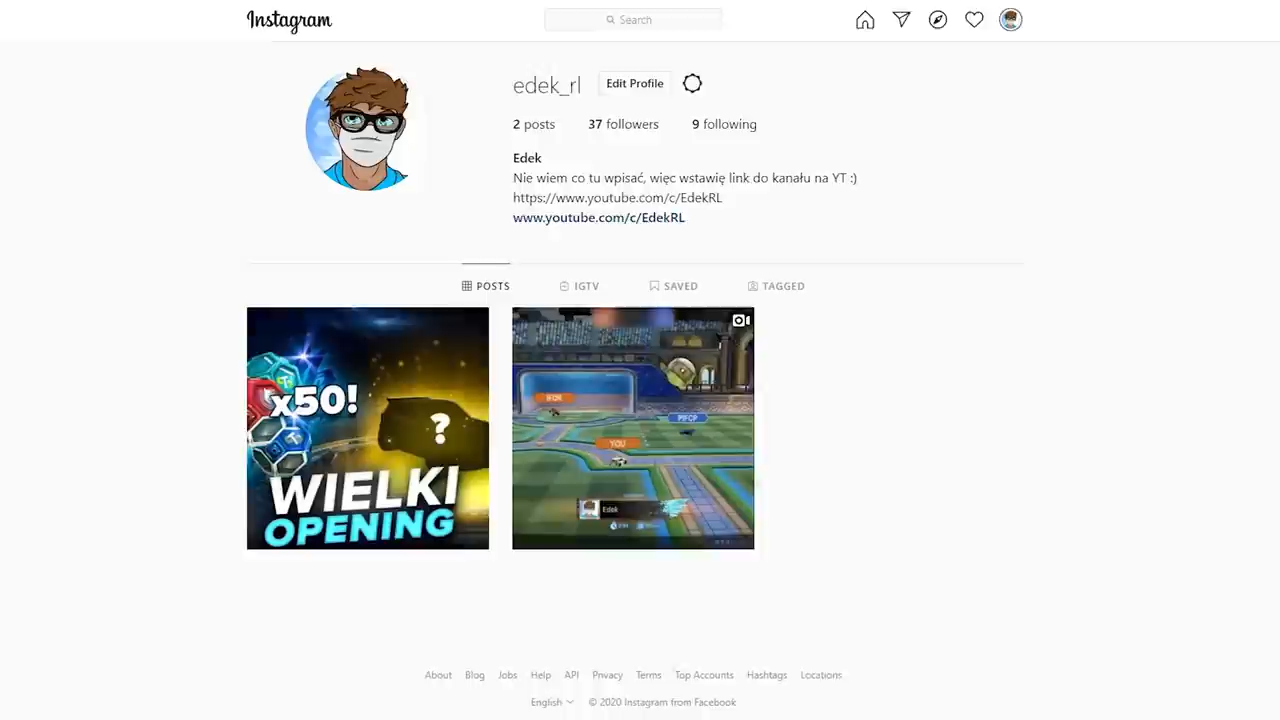 Instagram
Search
edek_rl Edit Profile
2 posts 37 followers 9 following
Edek
Nie wiem co tu wpisać, więc wstawię link do kanału na YT :)
https://www.youtube.com/c/EdekRL
www.youtube.com/c/EdekRL
POSTS IGTV SAVED TAGGED
x50!
?
WIELKI
OPENING
YOU
Edek
About Blog Jobs Help API Privacy Terms Top Accounts Hashtags Locations
English © 2020 Instagram from Facebook